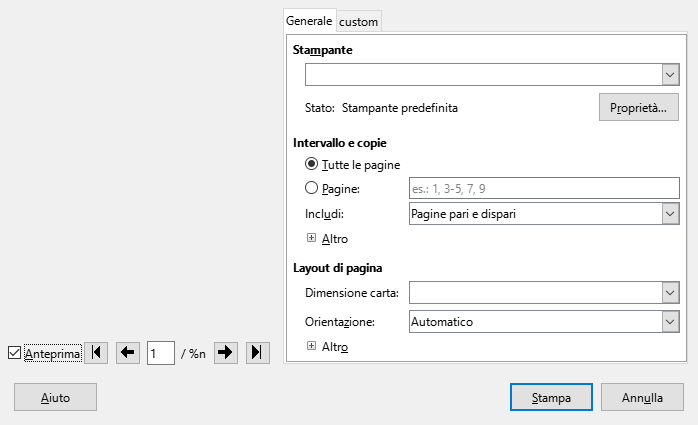 Generale custom
Stampante
Stato: Stampante predefinita Proprietà...
Intervallo e copie
Tutte le pagine
Pagine: es.: 1, 3-5, 7, 9
Includi: Pagine pari e dispari
Altro
Layout di pagina
Dimensione carta:
Orientazione: Automatico
Altro
Anteprima 1 / %n
Aiuto Stampa Annulla